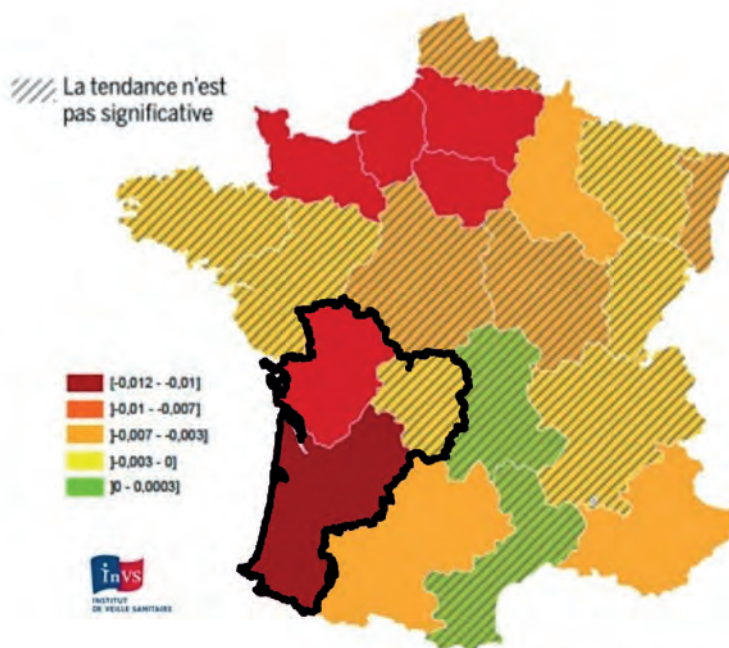 La tendance n'est
pas significative
]-0,012 - -0,01]
]-0,01 - -0,007]
]-0,007 - -0,003]
]-0,003 - 0]
]0 - 0,0003]
InVS
INSTITUT
DE VEILLE SANITAIRE